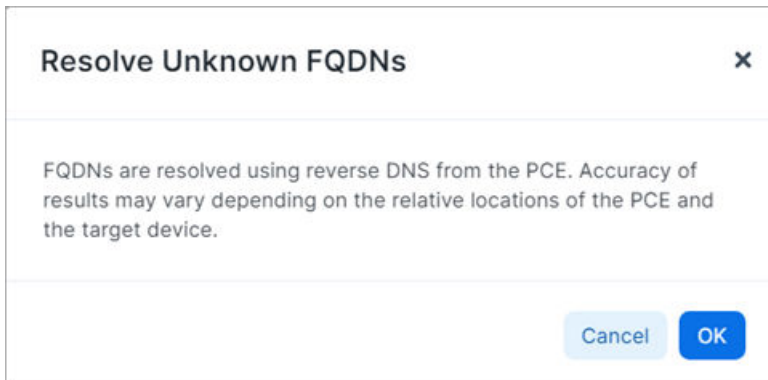 Resolve Unknown FQDNs
FQDNs are resolved using reverse DNS from the PCE. Accuracy of
results may vary depending on the relative locations of the PCE and
the target device.
Cancel OK